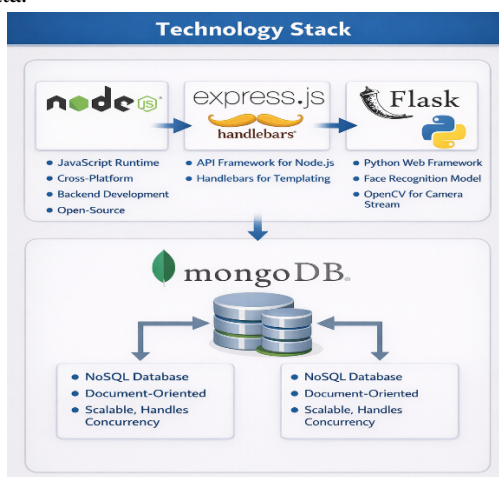 Technology Stack
node JS
express.js
handlebars
Flask
JavaScript Runtime
Cross-Platform
Backend Development
Open-Source
API Framework for Node.js
Handlebars for Templating
Python Web Framework
Face Recognition Model
OpenCV for Camera
Stream
mongoDB
NoSQL Database
Document-Oriented
Scalable, Handles
Concurrency
NoSQL Database
Document-Oriented
Scalable, Handles
Concurrency